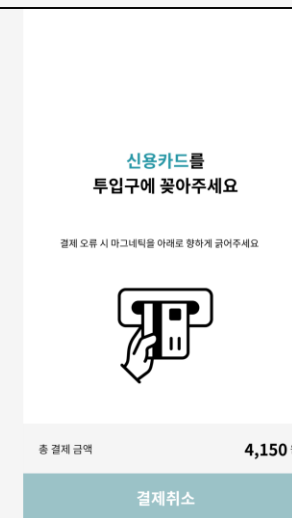 신용카드를
투입구에 꽂아주세요
결제 오류 시 마그네틱을 아래로 향하게 긁어주세요
총 결제 금액 4,150
결제취소